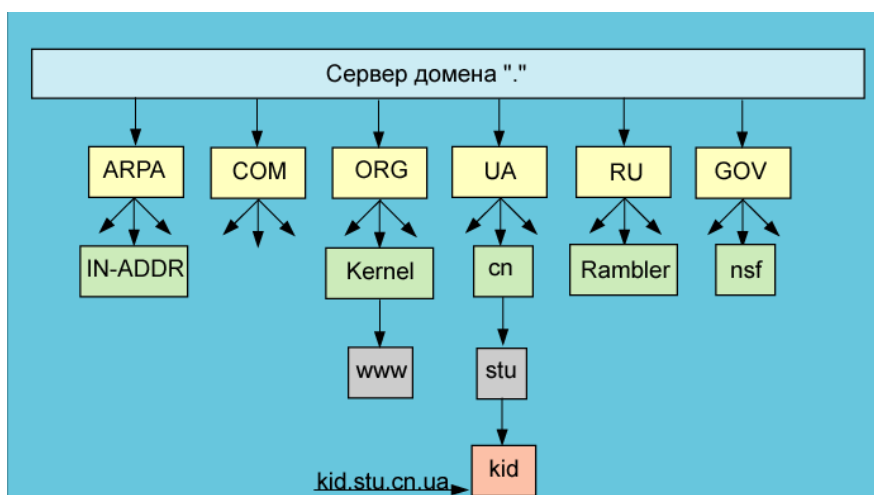 Сервер домена "."
ARPA COM ORG UA RU GOV
IN-ADDR Kernel cn Rambler nsf
www stu
kid
kid.stu.cn.ua